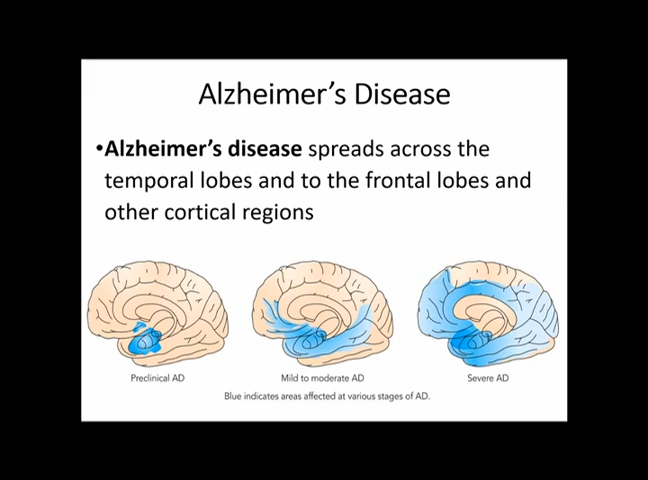 Alzheimer's Disease
•Alzheimer's disease spreads across the
temporal lobes and to the frontal lobes and
other cortical regions
Preclinical AD
Mild to moderate AD
Severe AD
Blue indicates areas affected at various stages of AD.